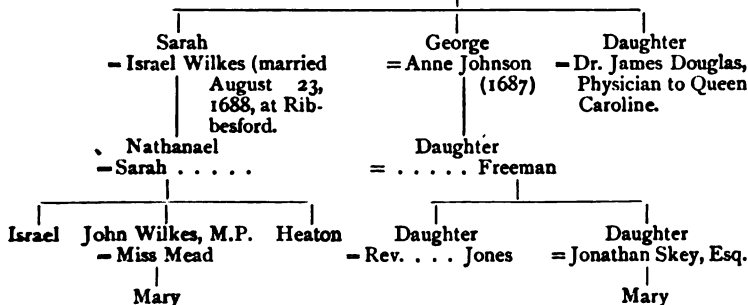 Sarah George Daughter
= Israel Wilkes (married = Anne Johnson = Dr. James Douglas,
August 23, (1687) Physician to Queen
1688, at Rib- Caroline.
besford.
Nathanael Daughter
= Sarah . . . . . = . . . . . Freeman
Israel John Wilkes, M.P. Heaton Daughter Daughter
= Miss Mead = Rev. . . . Jones = Jonathan Skey, Esq.
Mary Mary